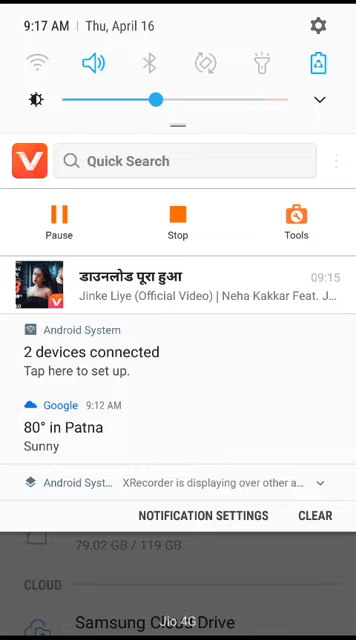 9:17 AM | Thu, April 16
Quick Search
Pause
Stop
Tools
डाउनलोड पूरा हुआ
09:15
Jinke Liye (Official Video) | Neha Kakkar Feat. J...
Android System
2 devices connected
Tap here to set up.
Google 9:12 AM
80° in Patna
Sunny
Android Syst... XRecorder is displaying over other a...
NOTIFICATION SETTINGS
CLEAR
79.02 GB / 119 GB
CLOUD
Samsung Cloud Drive
Jio 4G